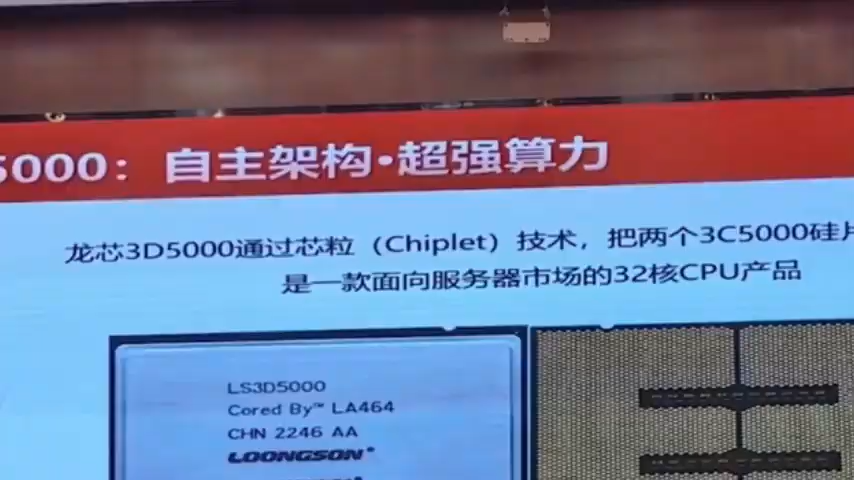 5000：自主架构·超强算力
龙芯3D5000通过芯粒（Chiplet）技术，把两个3C5000硅片
是一款面向服务器市场的32核CPU产品
LS3D5000
Cored By™ LA464
CHN 2246 AA
LOONGSON®